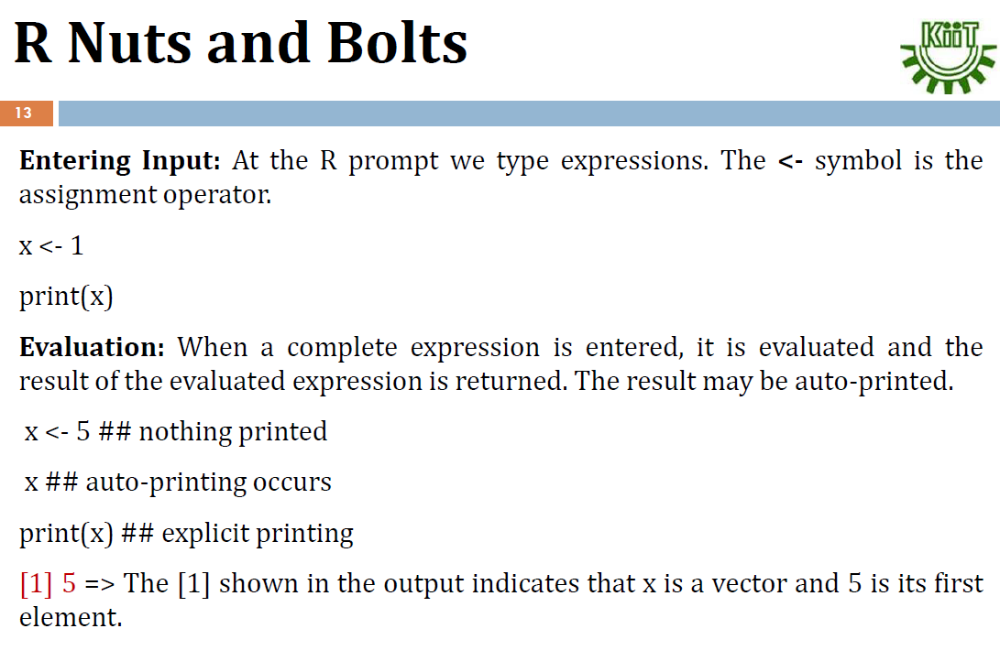 R Nuts and Bolts
KiiT
13
Entering Input: At the R prompt we type expressions. The <- symbol is the
assignment operator.
x <- 1
print(x)
Evaluation: When a complete expression is entered, it is evaluated and the
result of the evaluated expression is returned. The result may be auto-printed.
x <- 5 ## nothing printed
x ## auto-printing occurs
print(x) ## explicit printing
[1] 5 => The [1] shown in the output indicates that x is a vector and 5 is its first
element.